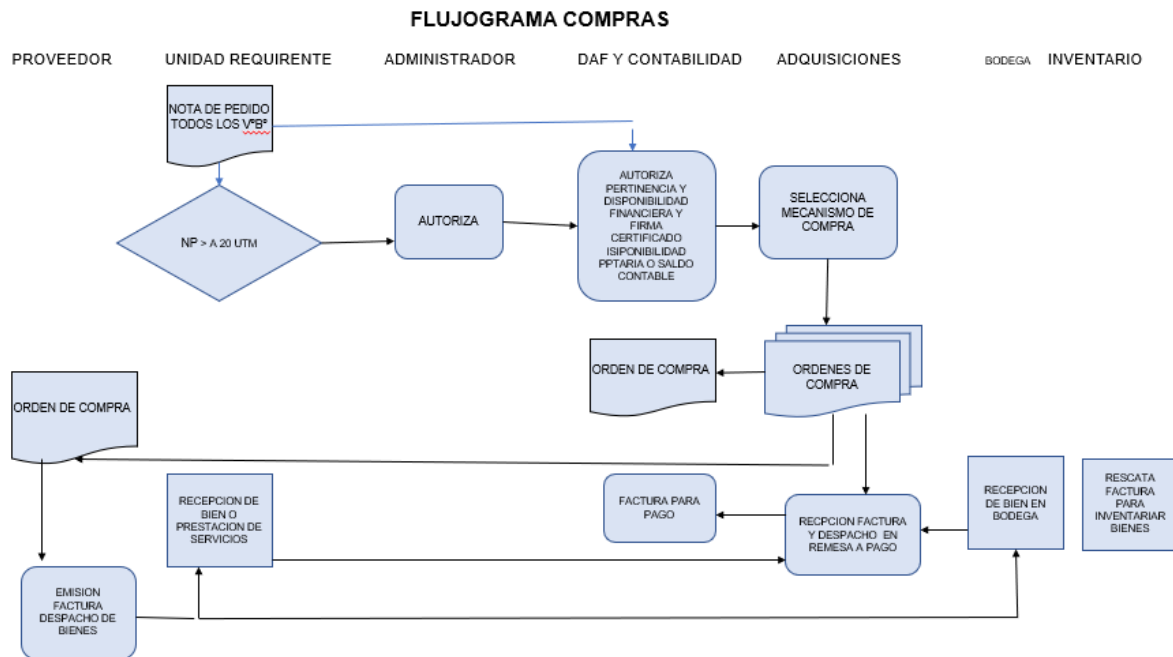 FLUJOGRAMA COMPRAS
PROVEEDOR UNIDAD REQUIRENTE ADMINISTRADOR DAF Y CONTABILIDAD ADQUISICIONES BODEGA INVENTARIO
NOTA DE PEDIDO
TODOS LOS V°B°
NP > A 20 UTM
AUTORIZA
AUTORIZA
PERTINENCIA Y
DISPONIBILIDAD
FINANCIERA Y
FIRMA
CERTIFICADO
ISIPONIBILIDAD
PPTARIA O SALDO
CONTABLE
SELECCIONA
MECANISMO DE
COMPRA
ORDEN DE COMPRA
ORDENES DE
COMPRA
ORDEN DE COMPRA
RECEPCION DE
BIEN O
PRESTACION DE
SERVICIOS
FACTURA PARA
PAGO
RECPCION FACTURA
Y DESPACHO EN
REMESA A PAGO
RECEPCION
DE BIEN EN
BODEGA
RESCATA
FACTURA
PARA
INVENTARIAR
BIENES
EMISION
FACTURA
DESPACHO DE
BIENES